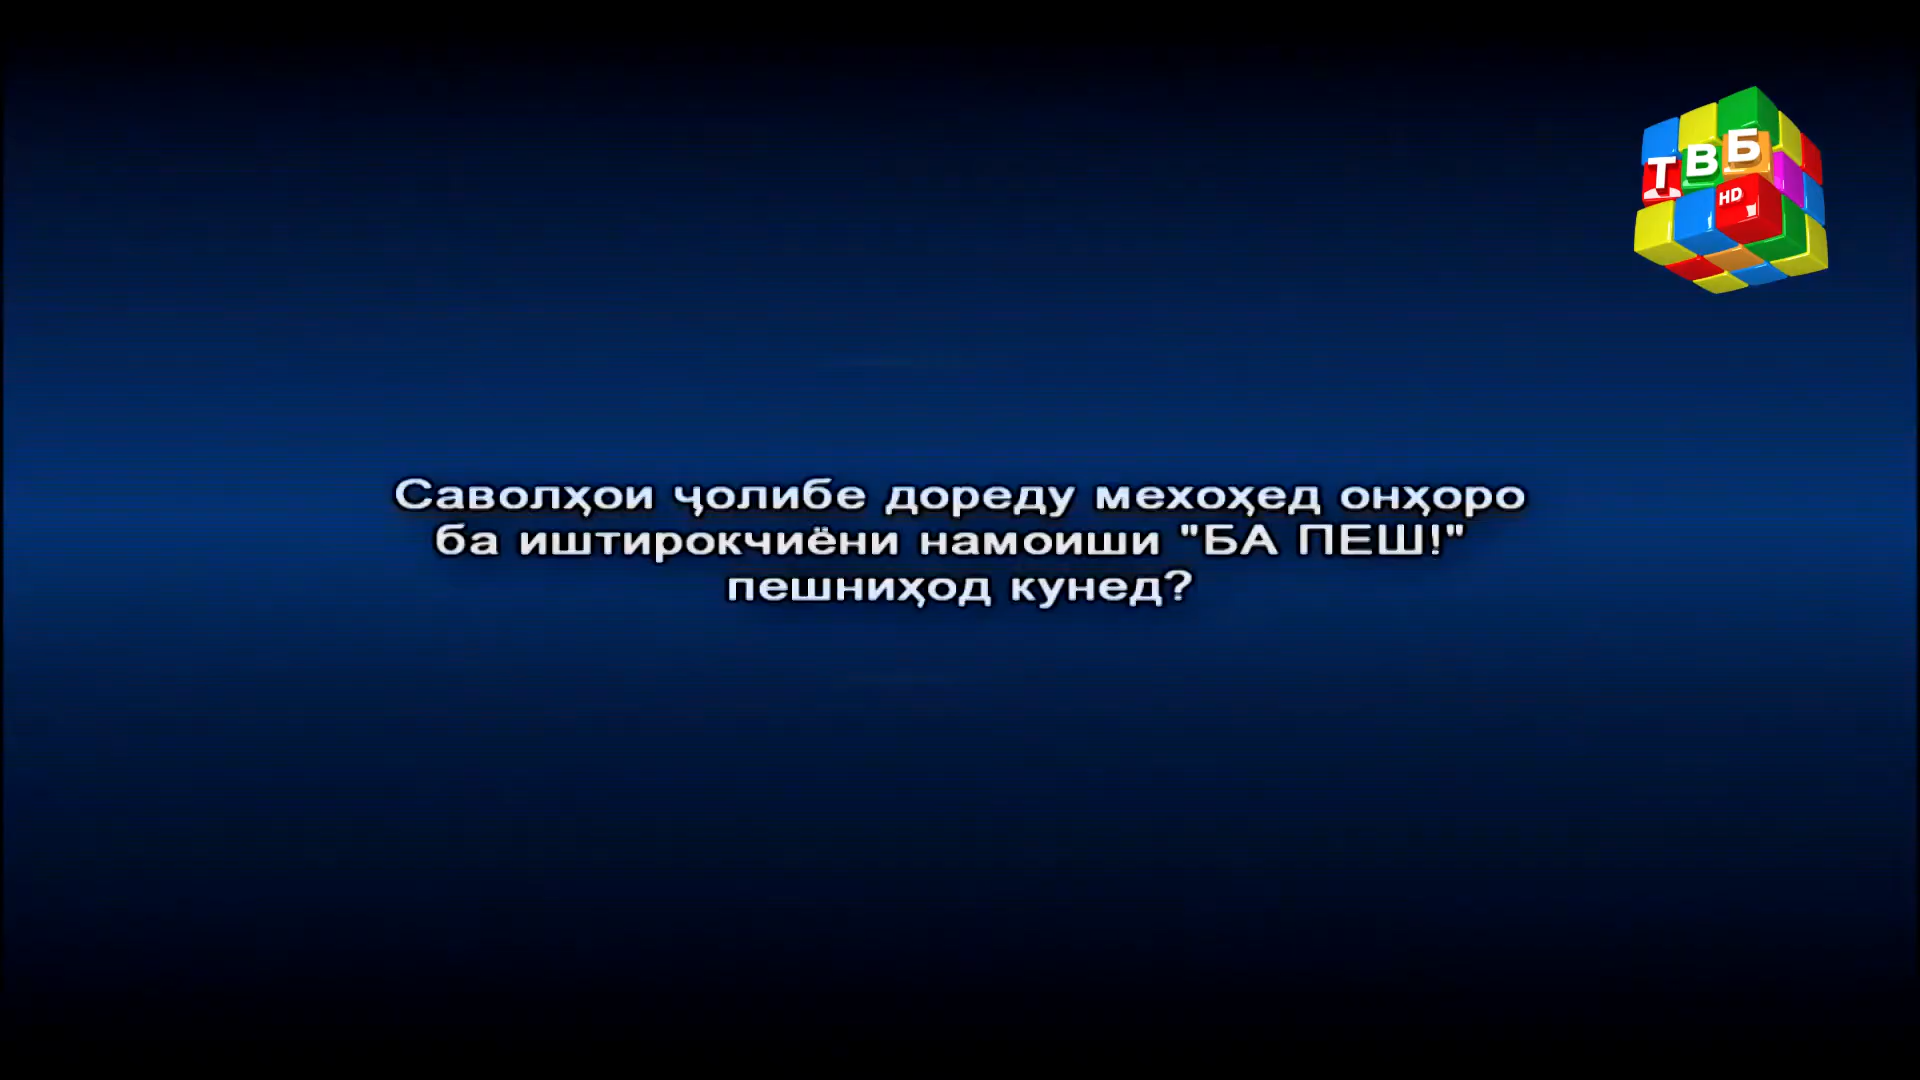 ТВБ
HD
Саволҳои ҷолибе дореду мехоҳед онҳоро
ба иштирокчиёни намоиши "БА ПЕШ!"
пешниҳод кунед?